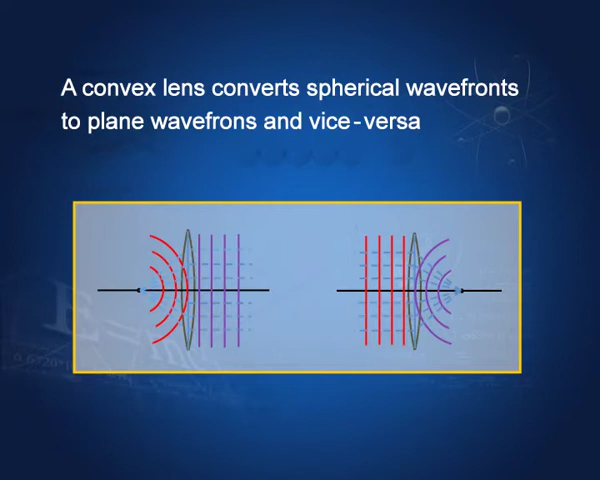 A convex lens converts spherical wavefronts
to plane wavefrons and vice-versa